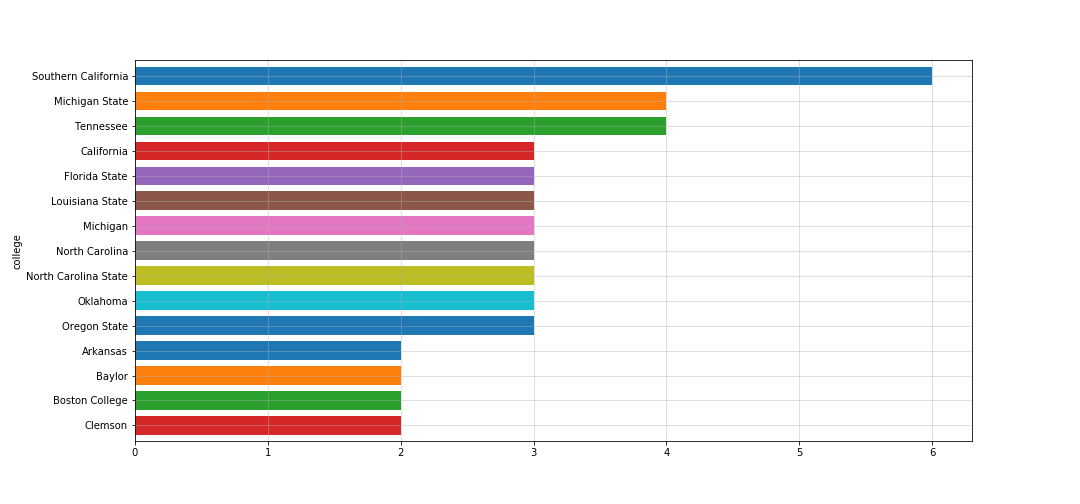 Southern California
Michigan State
Tennessee
California
Florida State
Louisiana State
Michigan
North Carolina
North Carolina State
Oklahoma
Oregon State
Arkansas
Baylor
Boston College
Clemson
college
0 1 2 3 4 5 6